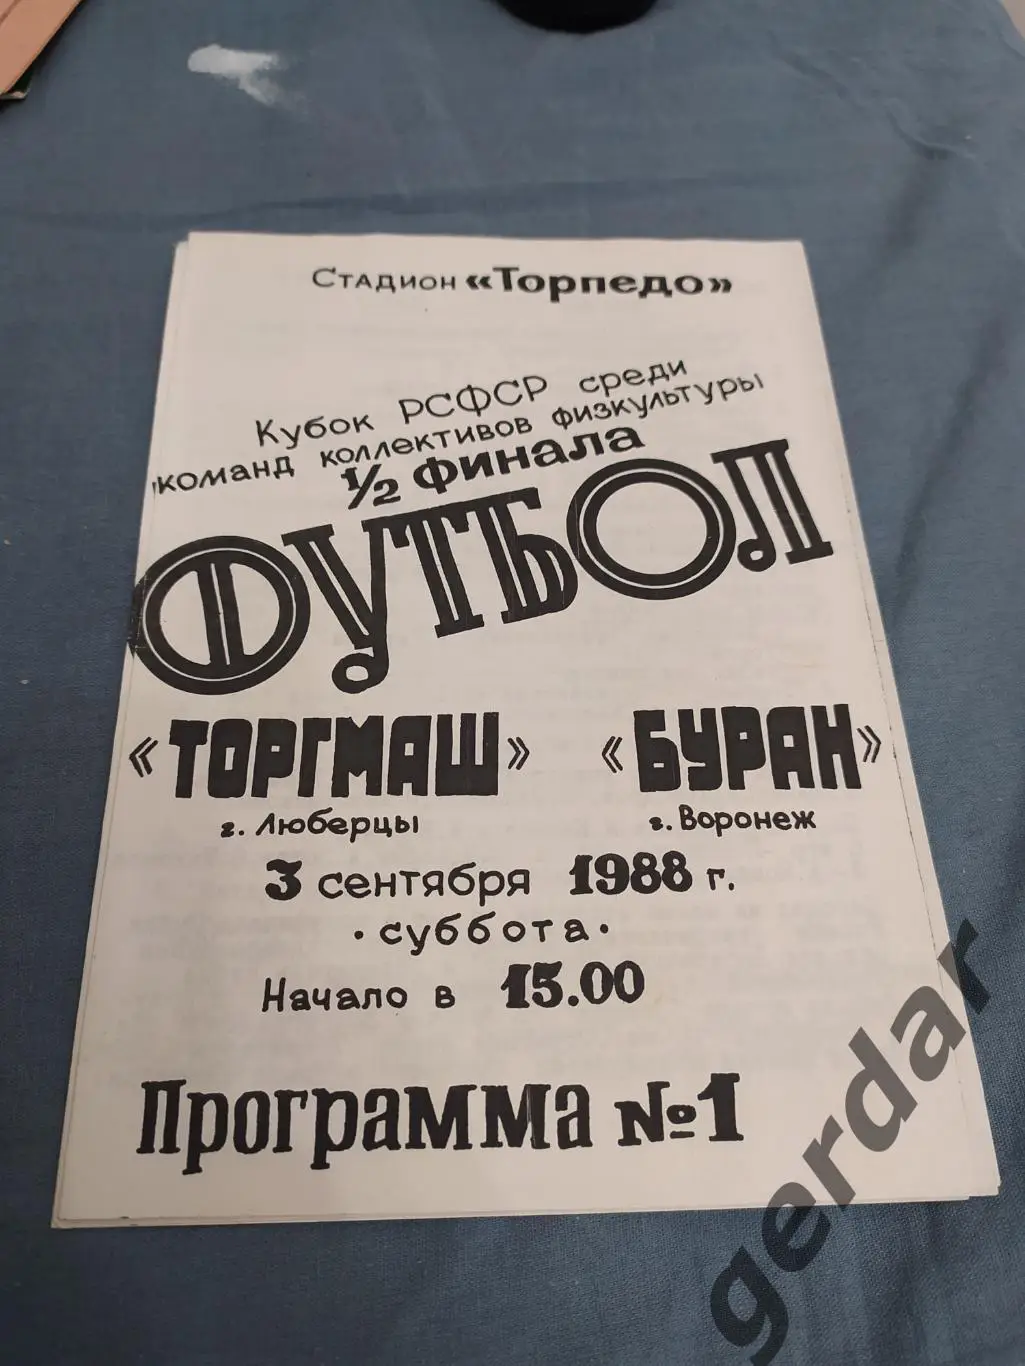 Стадион «Торпедо»
Кубок РСФСР среди
команд коллективов физкультуры
1/2 финала
ФУТБОЛ
«ТОРГМАШ» «БУРАН»
г. Люберцы г. Воронеж
3 сентября 1988 г.
·суббота·
Начало в 15.00
Программа №1
gerdar